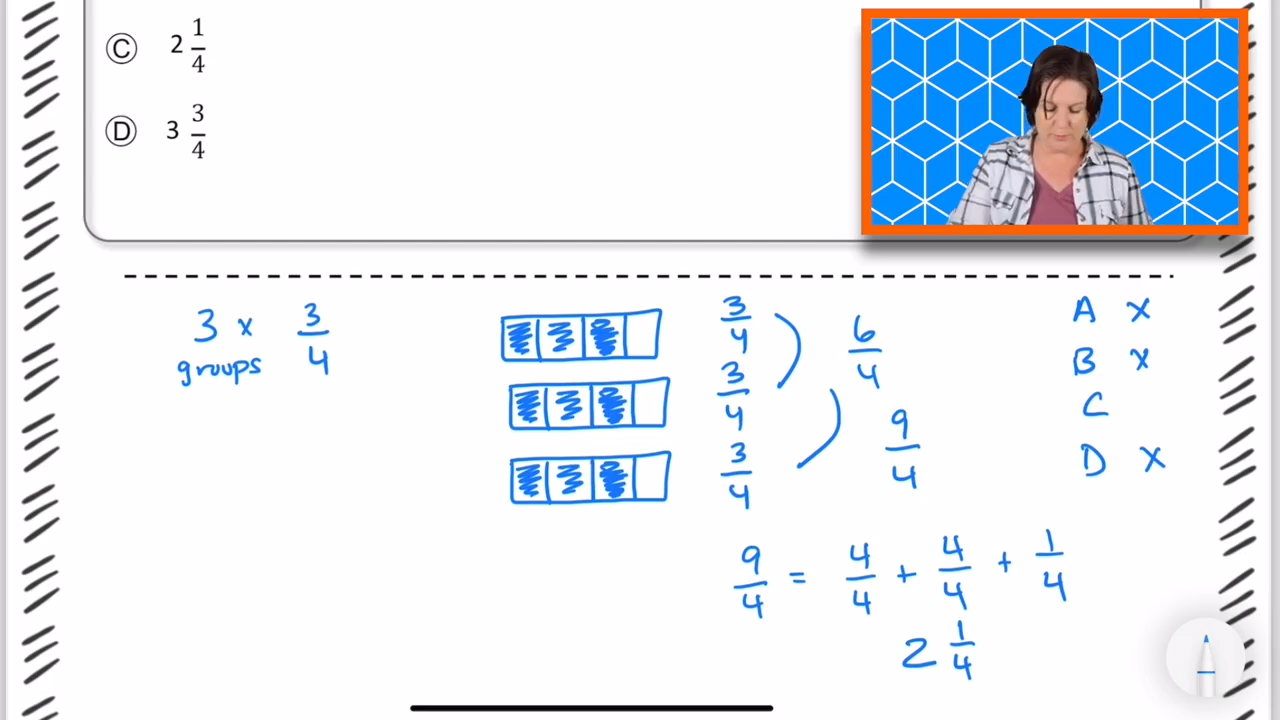 C 2 1/4
D 3 3/4
3 x 3/4
groups
3/4
3/4
3/4
6/4
9/4
A x
B x
C
D x
9/4 = 4/4 + 4/4 + 1/4
2 1/4